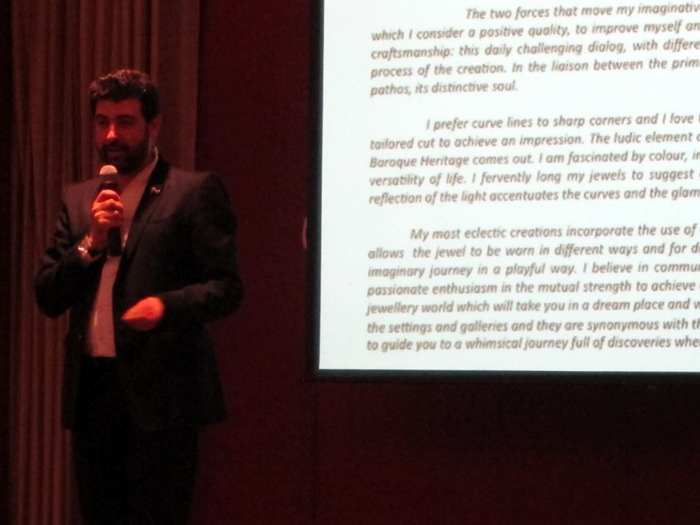 The two forces that move my imaginativ
which I consider a positive quality, to improve myself an
craftsmanship: this daily challenging dialog, with differe
process of the creation. In the liaison between the prim
pathos, its distinctive soul.
I prefer curve lines to sharp corners and I love
tailored cut to achieve an impression. The ludic element
Baroque Heritage comes out. I am fascinated by colour, in
versatility of life. I fervently long my jewels to suggest
reflection of the light accentuates the curves and the glam
My most eclectic creations incorporate the use of
allows the jewel to be worn in different ways and for d
imaginary journey in a playful way. I believe in commu
passionate enthusiasm in the mutual strength to achieve
jewellery world which will take you in a dream place and w
the settings and galleries and they are synonymous with th
to guide you to a whimsical journey full of discoveries whe